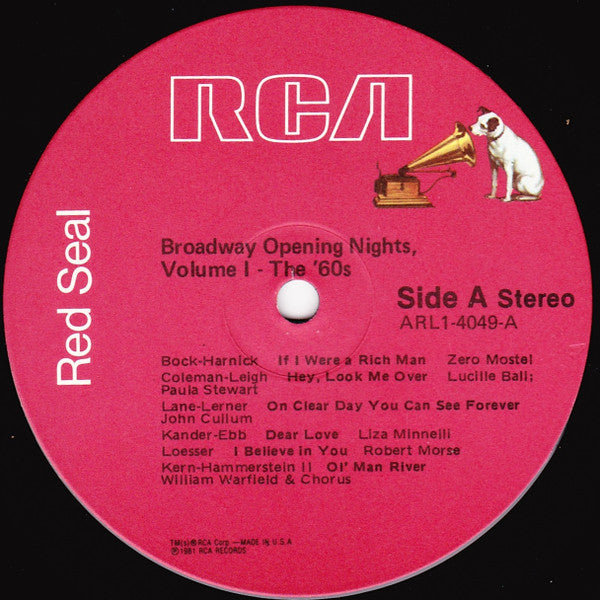 RCA
Red Seal
Broadway Opening Nights,
Volume I - The '60s
Side A Stereo
ARL1-4049-A
Bock-Harnick If I Were a Rich Man Zero Mostel
Coleman-Leigh Hey, Look Me Over Lucille Ball;
Paula Stewart
Lane-Lerner On Clear Day You Can See Forever
John Cullum
Kander-Ebb Dear Love Liza Minnelli
Loesser I Believe in You Robert Morse
Kern-Hammerstein II Ol' Man River
William Warfield & Chorus
TM(s)®RCA Corp.—MADE IN U.S.A
℗1981 RCA RECORDS